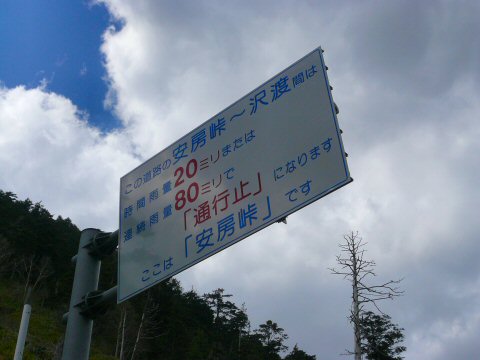 この道路の安房峠～沢渡間は
時間雨量20ミリまたは
連続雨量80ミリで
「通行止」になります
ここは「安房峠」です